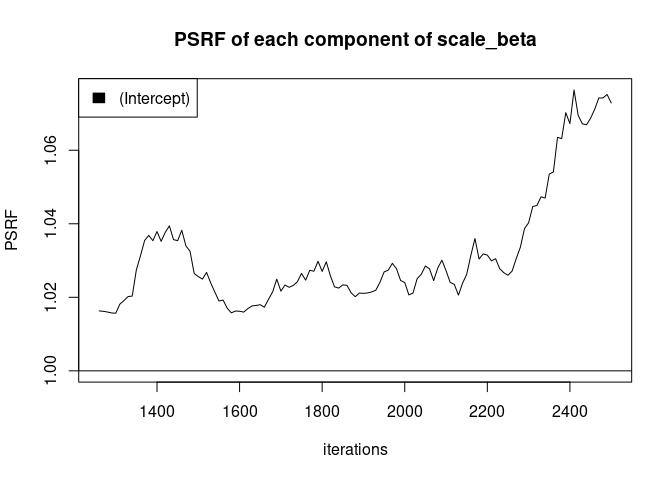 PSRF of each component of scale_beta
(Intercept)
PSRF
1.06
1.04
1.02
1.00
1400 1600 1800 2000 2200 2400
iterations